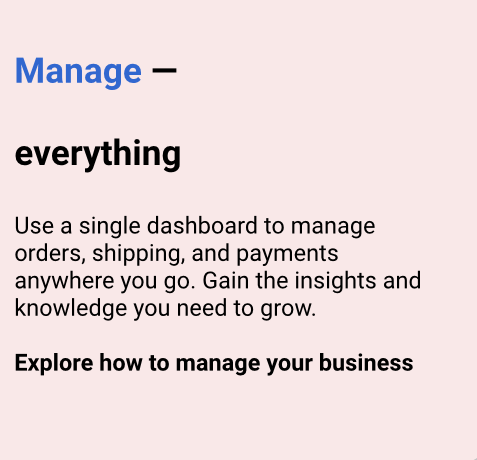 Manage —
everything
Use a single dashboard to manage
orders, shipping, and payments
anywhere you go. Gain the insights and
knowledge you need to grow.
Explore how to manage your business